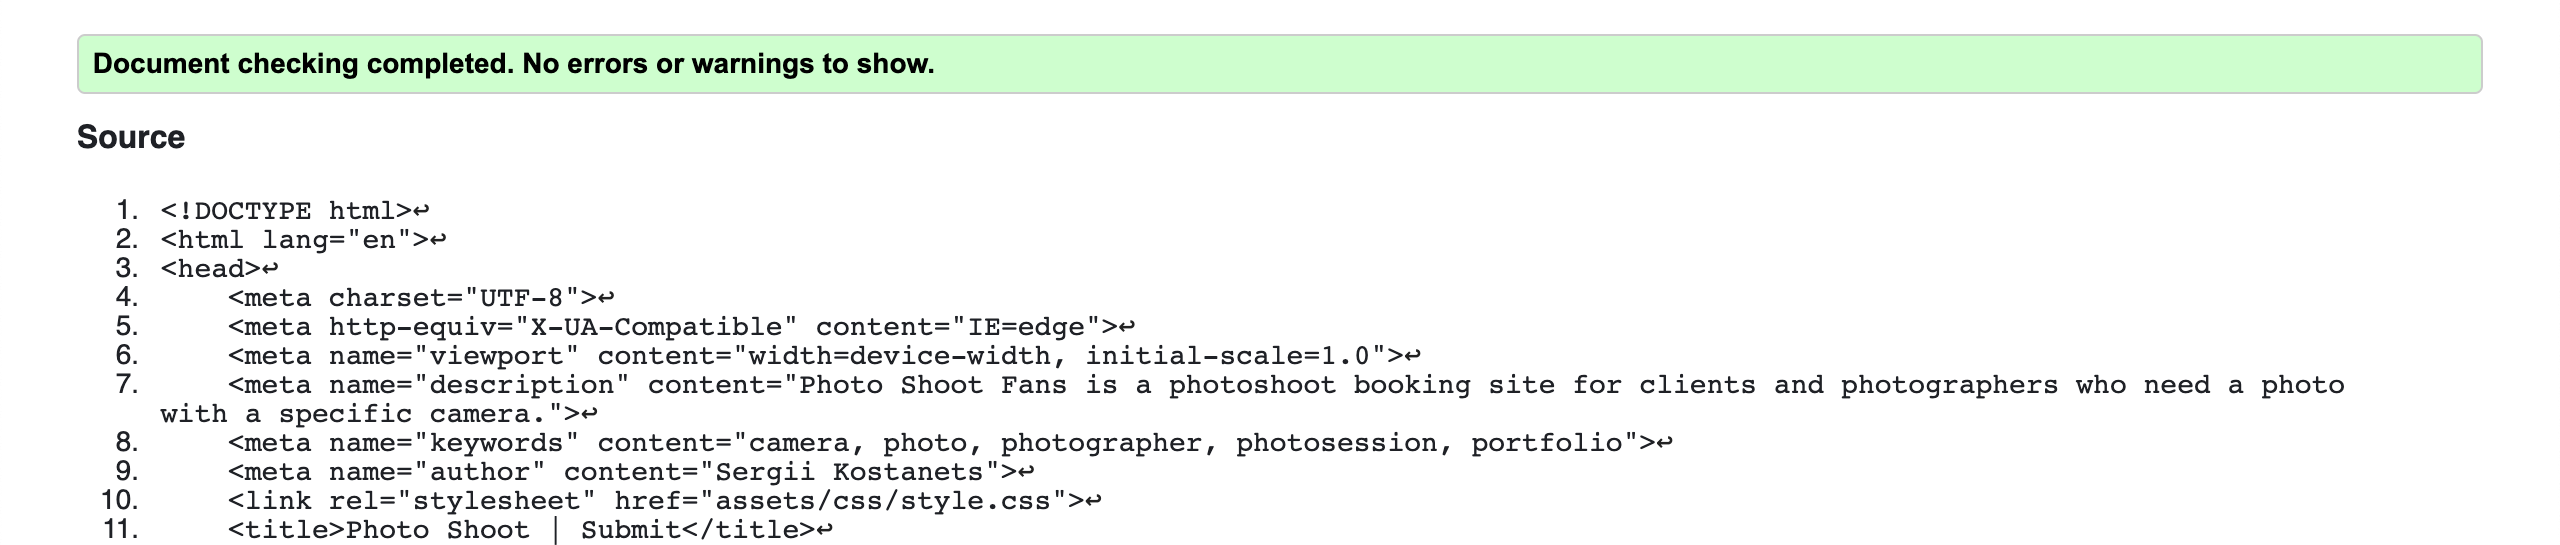 Document checking completed. No errors or warnings to show.
Source
1. <!DOCTYPE html>↩
2. <html lang="en">↩
3. <head>↩
4.     <meta charset="UTF-8">↩
5.     <meta http-equiv="X-UA-Compatible" content="IE=edge">↩
6.     <meta name="viewport" content="width=device-width, initial-scale=1.0">↩
7.     <meta name="description" content="Photo Shoot Fans is a photoshoot booking site for clients and photographers who need a photo
with a specific camera.">↩
8.     <meta name="keywords" content="camera, photo, photographer, photosession, portfolio">↩
9.     <meta name="author" content="Sergii Kostanets">↩
10.     <link rel="stylesheet" href="assets/css/style.css">↩
11.     <title>Photo Shoot | Submit</title>↩